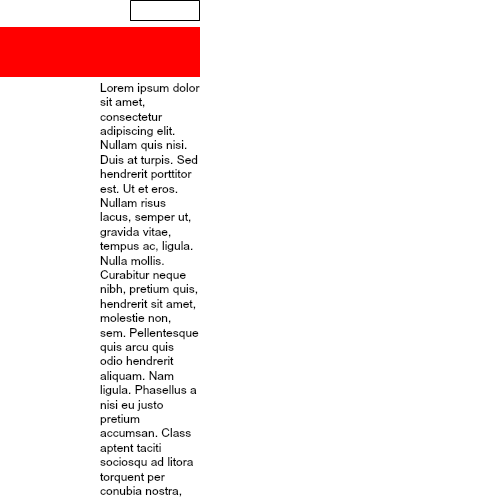 Lorem ipsum dolor
sit amet,
consectetur
adipiscing elit.
Nullam quis nisi.
Duis at turpis. Sed
hendrerit porttitor
est. Ut et eros.
Nullam risus
lacus, semper ut,
gravida vitae,
tempus ac, ligula.
Nulla mollis.
Curabitur neque
nibh, pretium quis,
hendrerit sit amet,
molestie non,
sem. Pellentesque
quis arcu quis
odio hendrerit
aliquam. Nam
ligula. Phasellus a
nisi eu justo
pretium
accumsan. Class
aptent taciti
sociosqu ad litora
torquent per
conubia nostra,